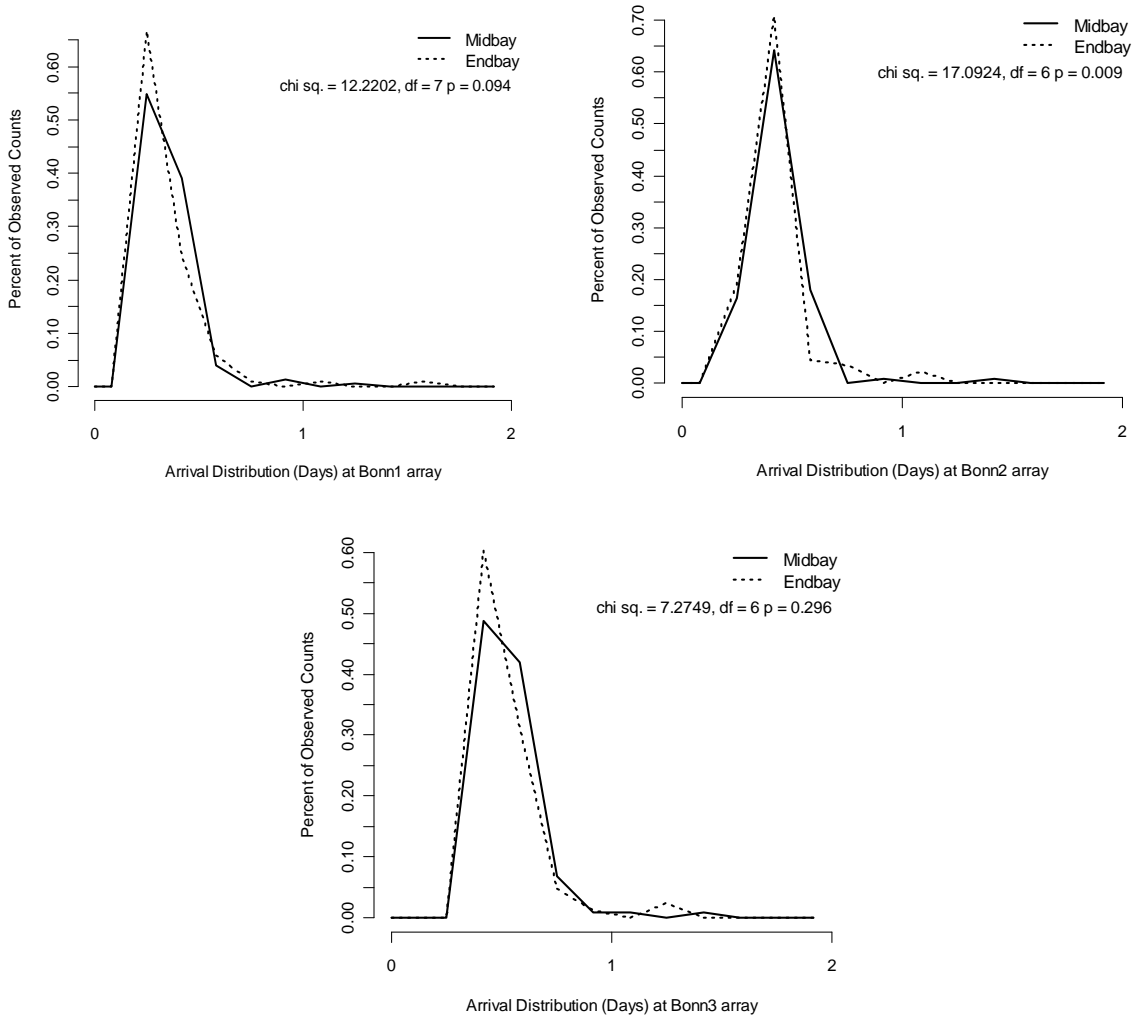 Midbay
Endbay
chi sq. = 12.2202, df = 7 p = 0.094
Percent of Observed Counts
0.60
0.50
0.40
0.30
0.20
0.10
0.00
0 1 2
Arrival Distribution (Days) at Bonn1 array
Midbay
Endbay
chi sq. = 17.0924, df = 6 p = 0.009
Percent of Observed Counts
0.70
0.60
0.50
0.40
0.30
0.20
0.10
0.00
0 1 2
Arrival Distribution (Days) at Bonn2 array
Midbay
Endbay
chi sq. = 7.2749, df = 6 p = 0.296
Percent of Observed Counts
0.60
0.50
0.40
0.30
0.20
0.10
0.00
0 1 2
Arrival Distribution (Days) at Bonn3 array